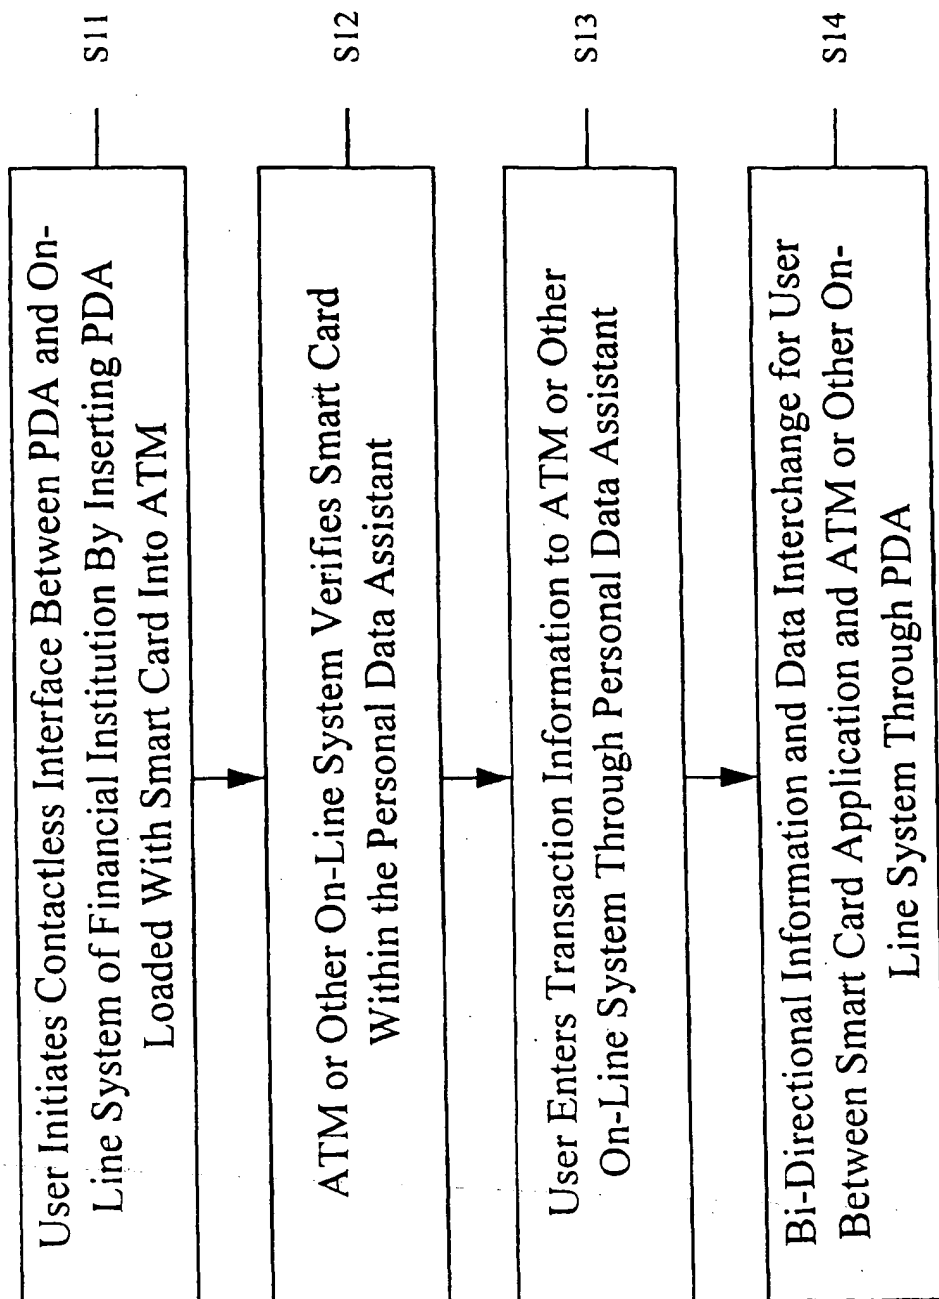 User Initiates Contactless Interface Between PDA and On-
Line System of Financial Institution By Inserting PDA
Loaded With Smart Card Into ATM
S11
ATM or Other On-Line System Verifies Smart Card
Within the Personal Data Assistant
S12
User Enters Transaction Information to ATM or Other
On-Line System Through Personal Data Assistant
S13
Bi-Directional Information and Data Interchange for User
Between Smart Card Application and ATM or Other On-
Line System Through PDA
S14